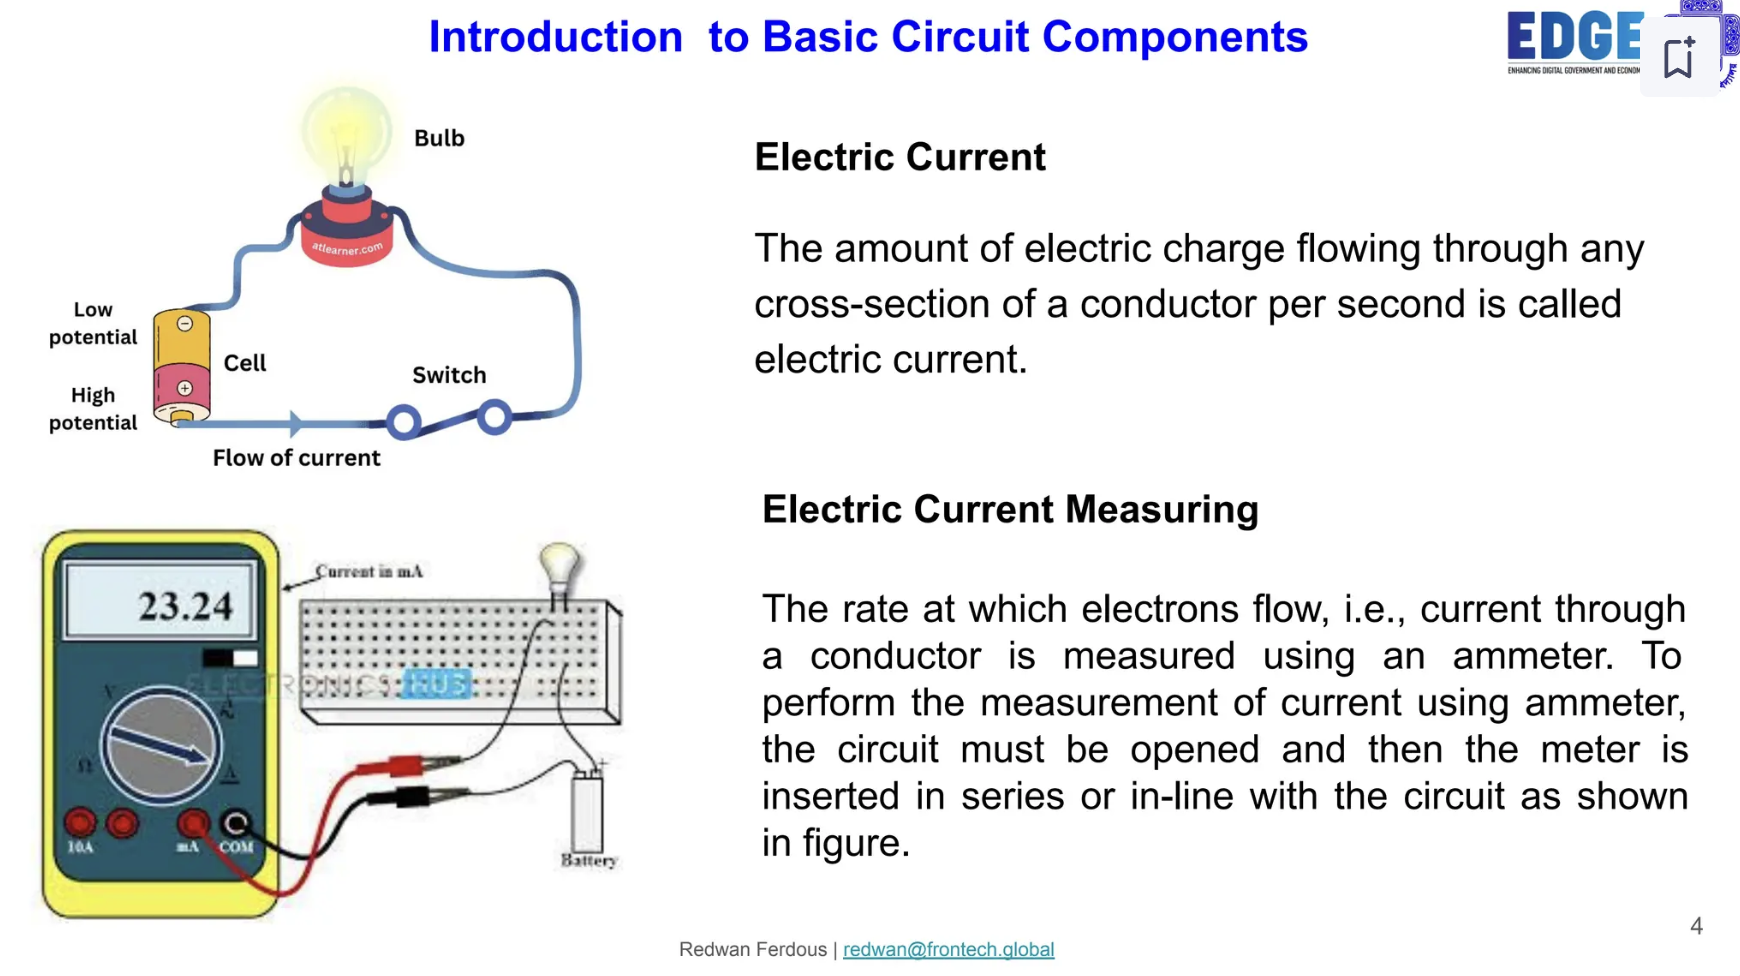 Introduction to Basic Circuit Components
EDGE
ENHANCING DIGITAL GOVERNMENT AND ECONOM
Bulb
atlearner.com
Low
potential
Cell
High
potential
Switch
Flow of current
Electric Current
The amount of electric charge flowing through any
cross-section of a conductor per second is called
electric current.
Current in mA
23.24
ELECTRONICS HUB
V
A
Ω
A
10A
mA
COM
+
Battery
Electric Current Measuring
The rate at which electrons flow, i.e., current through
a conductor is measured using an ammeter. To
perform the measurement of current using ammeter,
the circuit must be opened and then the meter is
inserted in series or in-line with the circuit as shown
in figure.
4
Redwan Ferdous | redwan@frontech.global